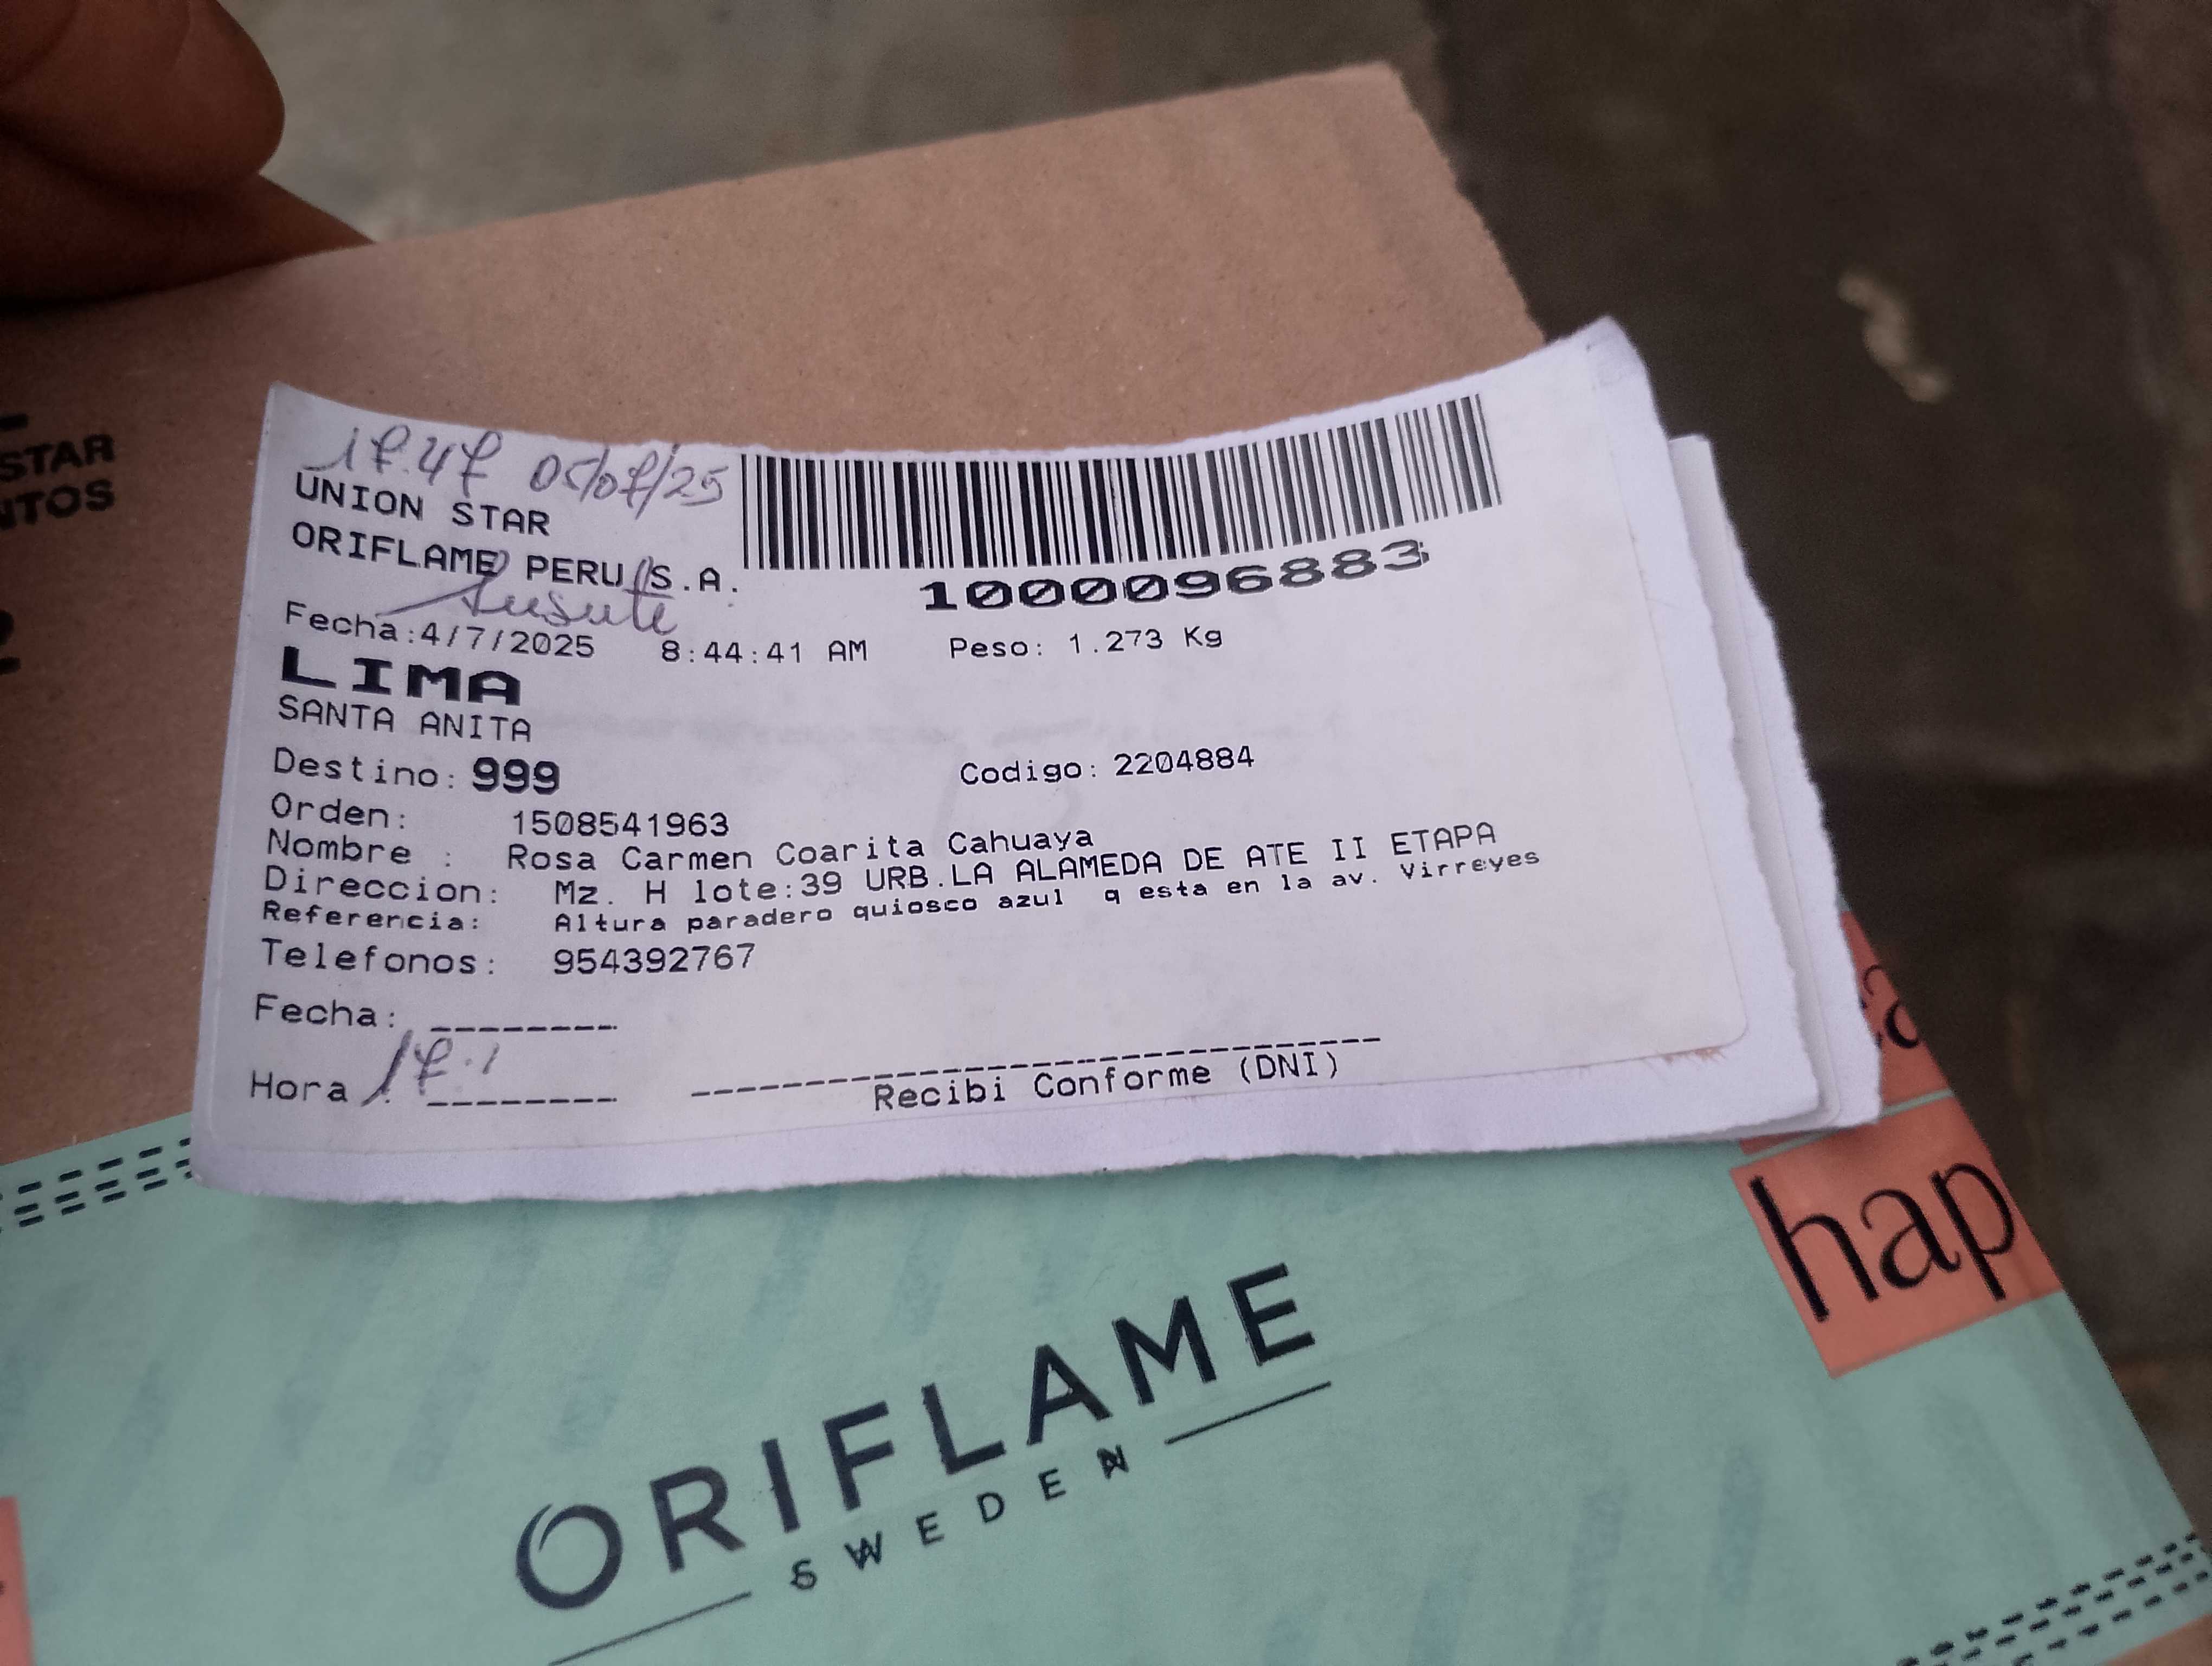 STAR
NTOS
17.47 05/07/25
UNION STAR
ORIFLAME PERU S.A.
1000096883
Ausute
Fecha:4/7/2025 8:44:41 AM Peso: 1.273 Kg
LIMA
SANTA ANITA
Destino: 999 Codigo: 2204884
Orden: 1508541963
Nombre : Rosa Carmen Coarita Cahuaya
Direccion: Mz. H lote:39 URB.LA ALAMEDA DE ATE II ETAPA
Referencia: Altura paradero quiosco azul q esta en la av. Virreyes
Telefonos: 954392767
Fecha:
Hora : 17.
Recibi Conforme (DNI)
hap
ORIFLAME
SWEDEN